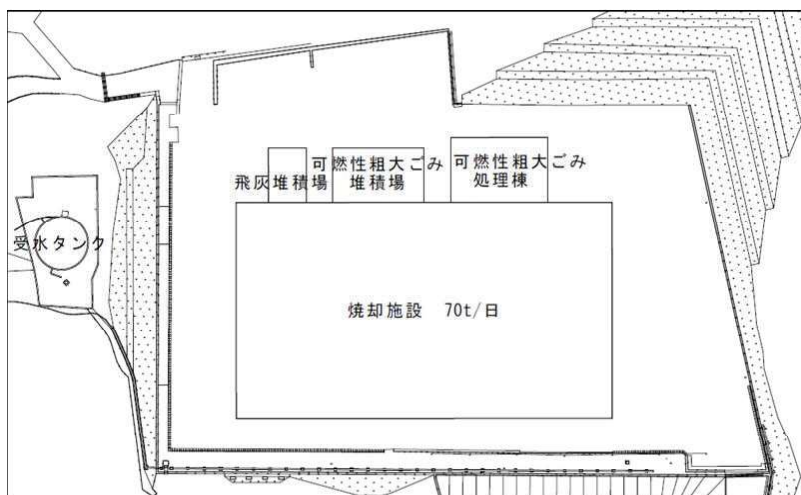 飛灰堆積場
可燃性粗大ごみ
堆積場
可燃性粗大ごみ
処理棟
受水タンク
焼却施設 70t/日